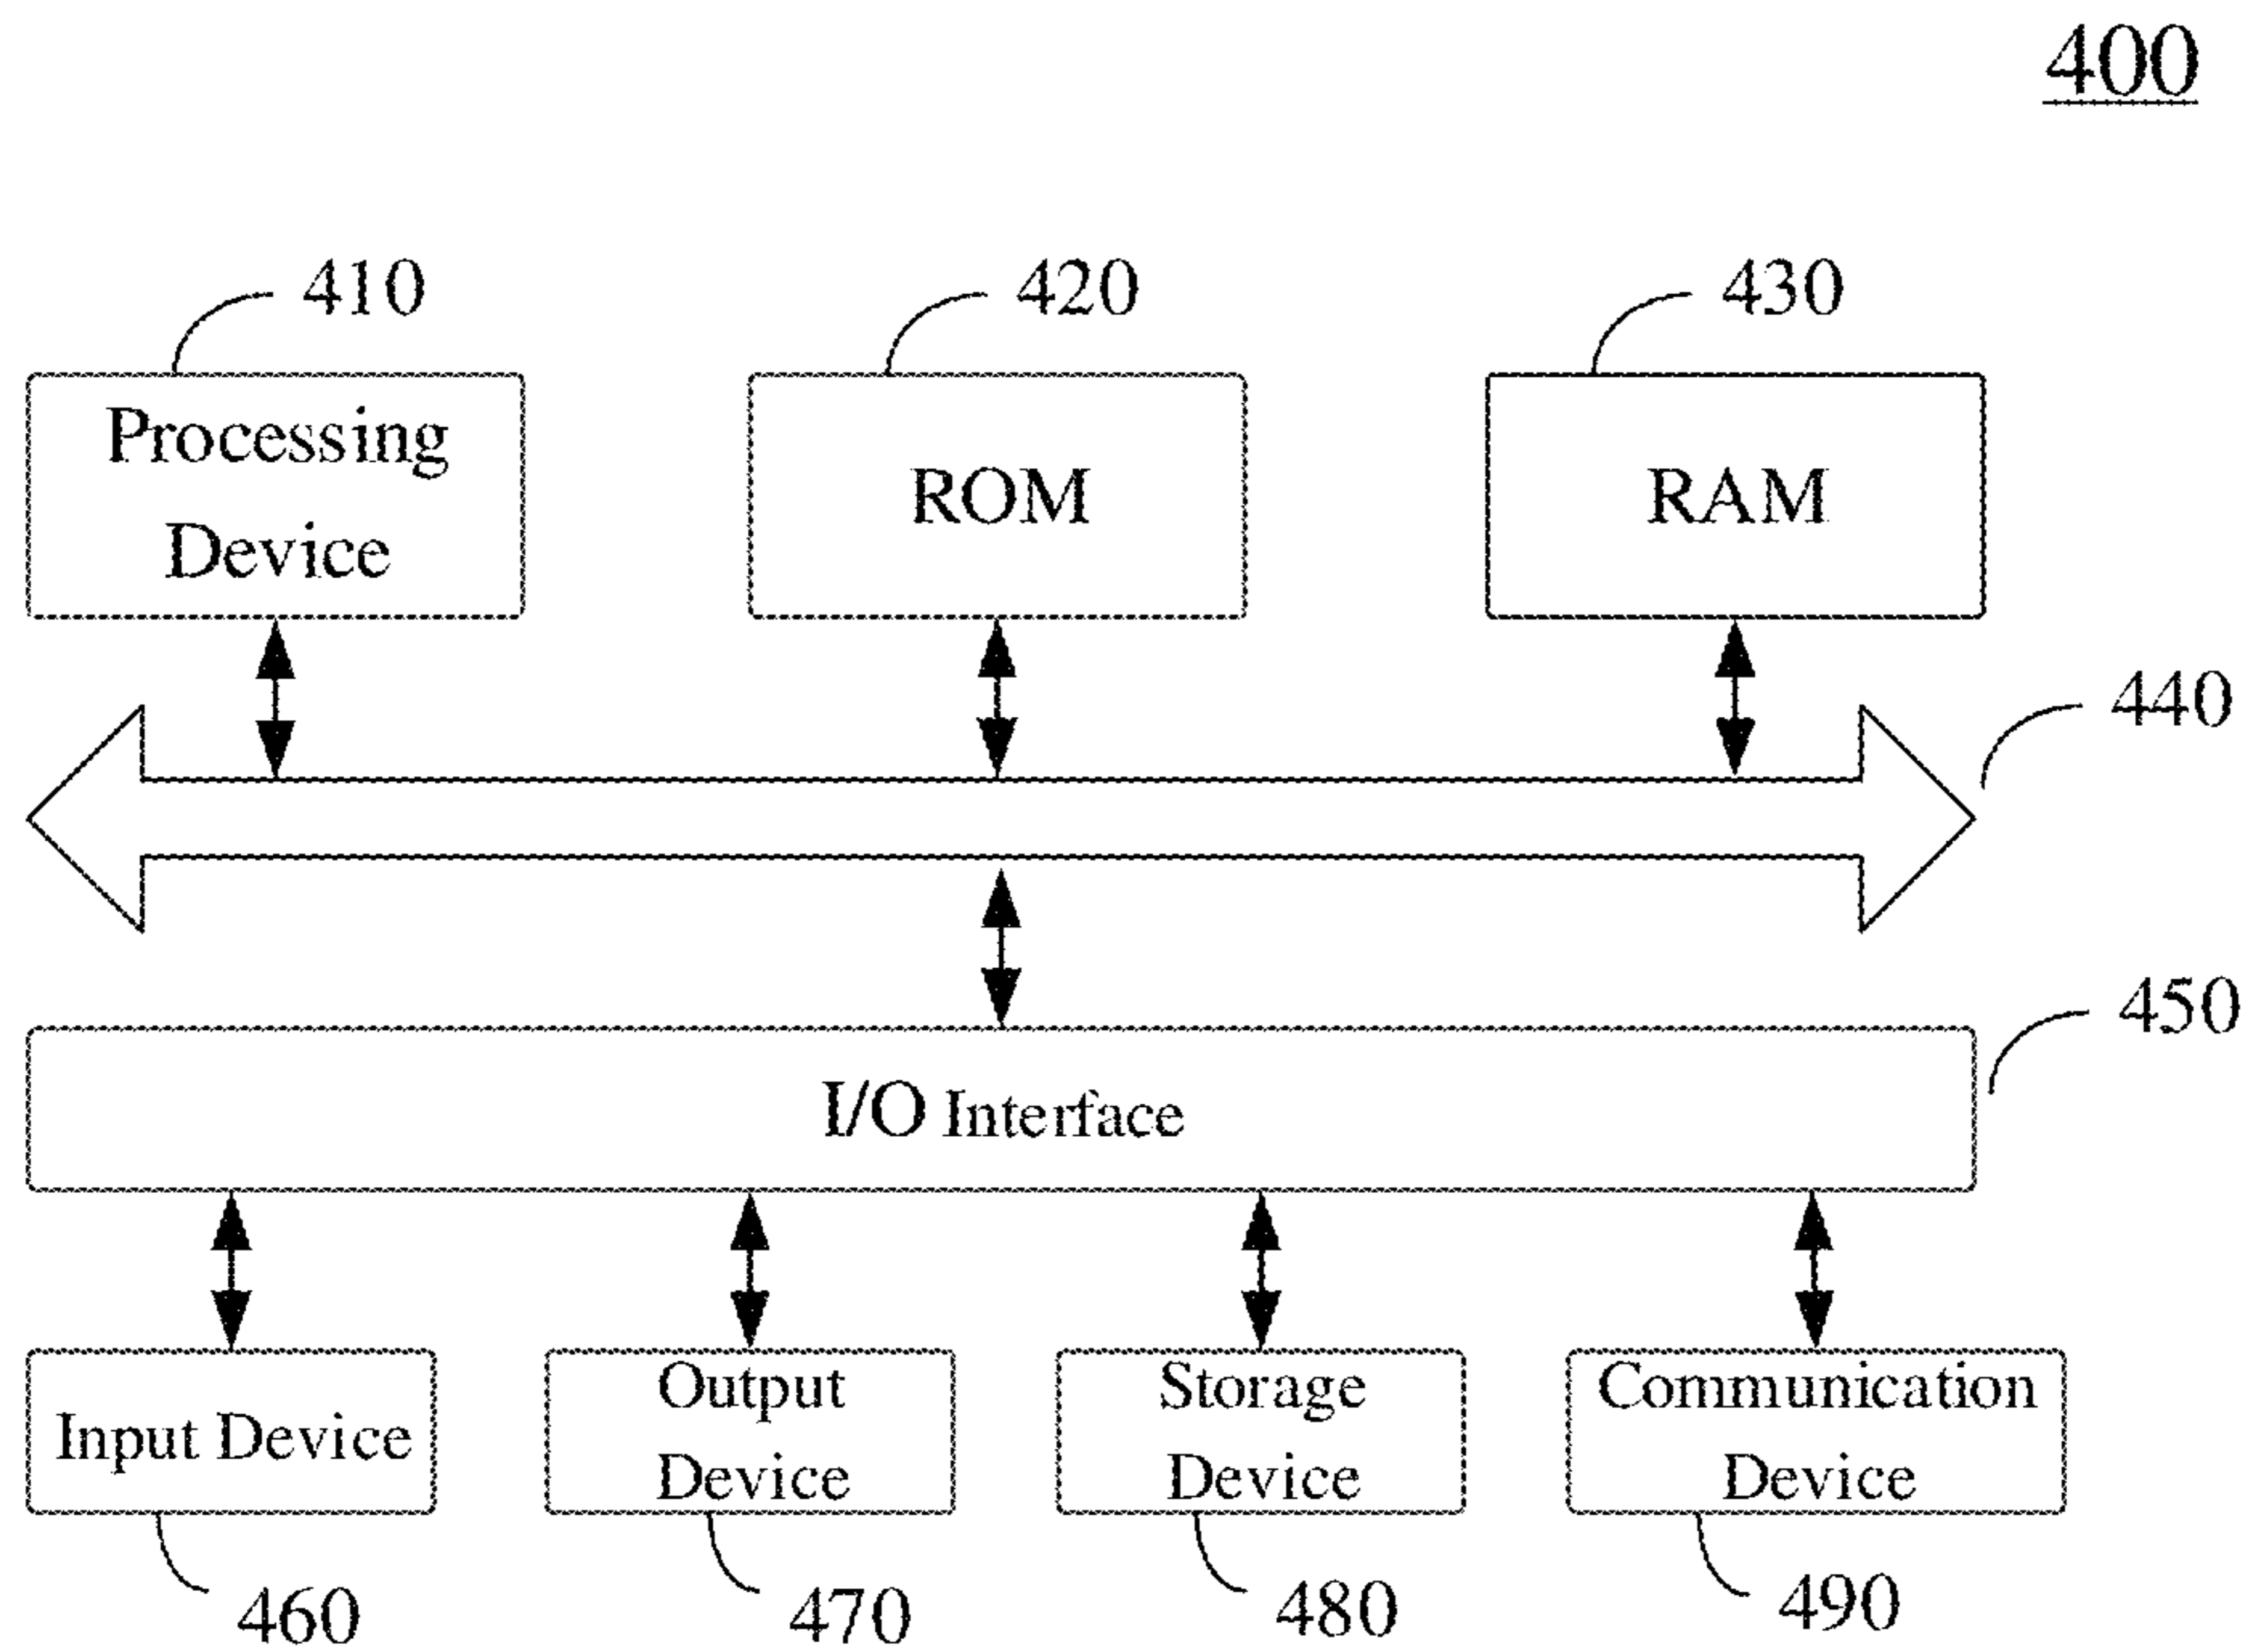 400
410
420
430
Processing
Device
ROM
RAM
440
450
I/O Interface
Input Device
Output
Device
Storage
Device
Communication
Device
460
470
480
490